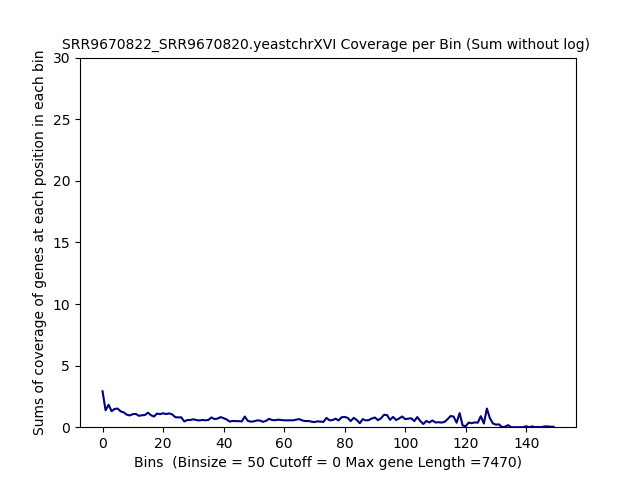 SRR9670822_SRR9670820.yeastchrXVI Coverage per Bin (Sum without log)
Sums of coverage of genes at each position in each bin
30
25
20
15
10
5
0
0 20 40 60 80 100 120 140
Bins  (Binsize = 50 Cutoff = 0 Max gene Length =7470)